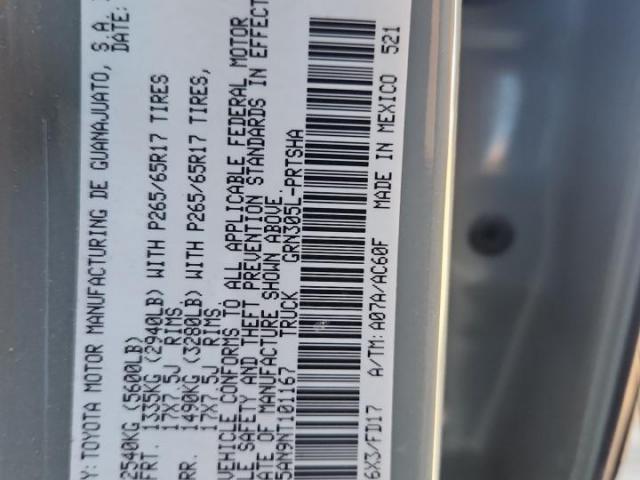 Y: TOYOTA MOTOR MANUFACTURING DE GUANAJUATO, S.A.
DATE:
2540KG (5600LB)
FRT. 1335KG (2940LB) WITH P265/65R17 TIRES
17X7.5J RIMS
RR. 1490KG (3280LB) WITH P265/65R17 TIRES,
17X7.5J RIMS
VEHICLE CONFORMS TO ALL APPLICABLE FEDERAL MOTOR
LE SAFETY AND THEFT PREVENTION STANDARDS IN EFFECT
ATE OF MANUFACTURE SHOWN ABOVE.
5AN9NT101167 TRUCK GRN305L-PRTSHA
6X3/FD17 A/TM: A07A/AC60F MADE IN MEXICO 521